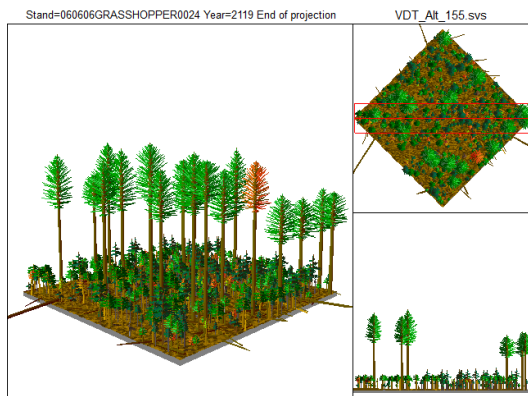 Stand=060606GRASSHOPPER0024 Year=2119 End of projection
VDT_Alt_155.svs